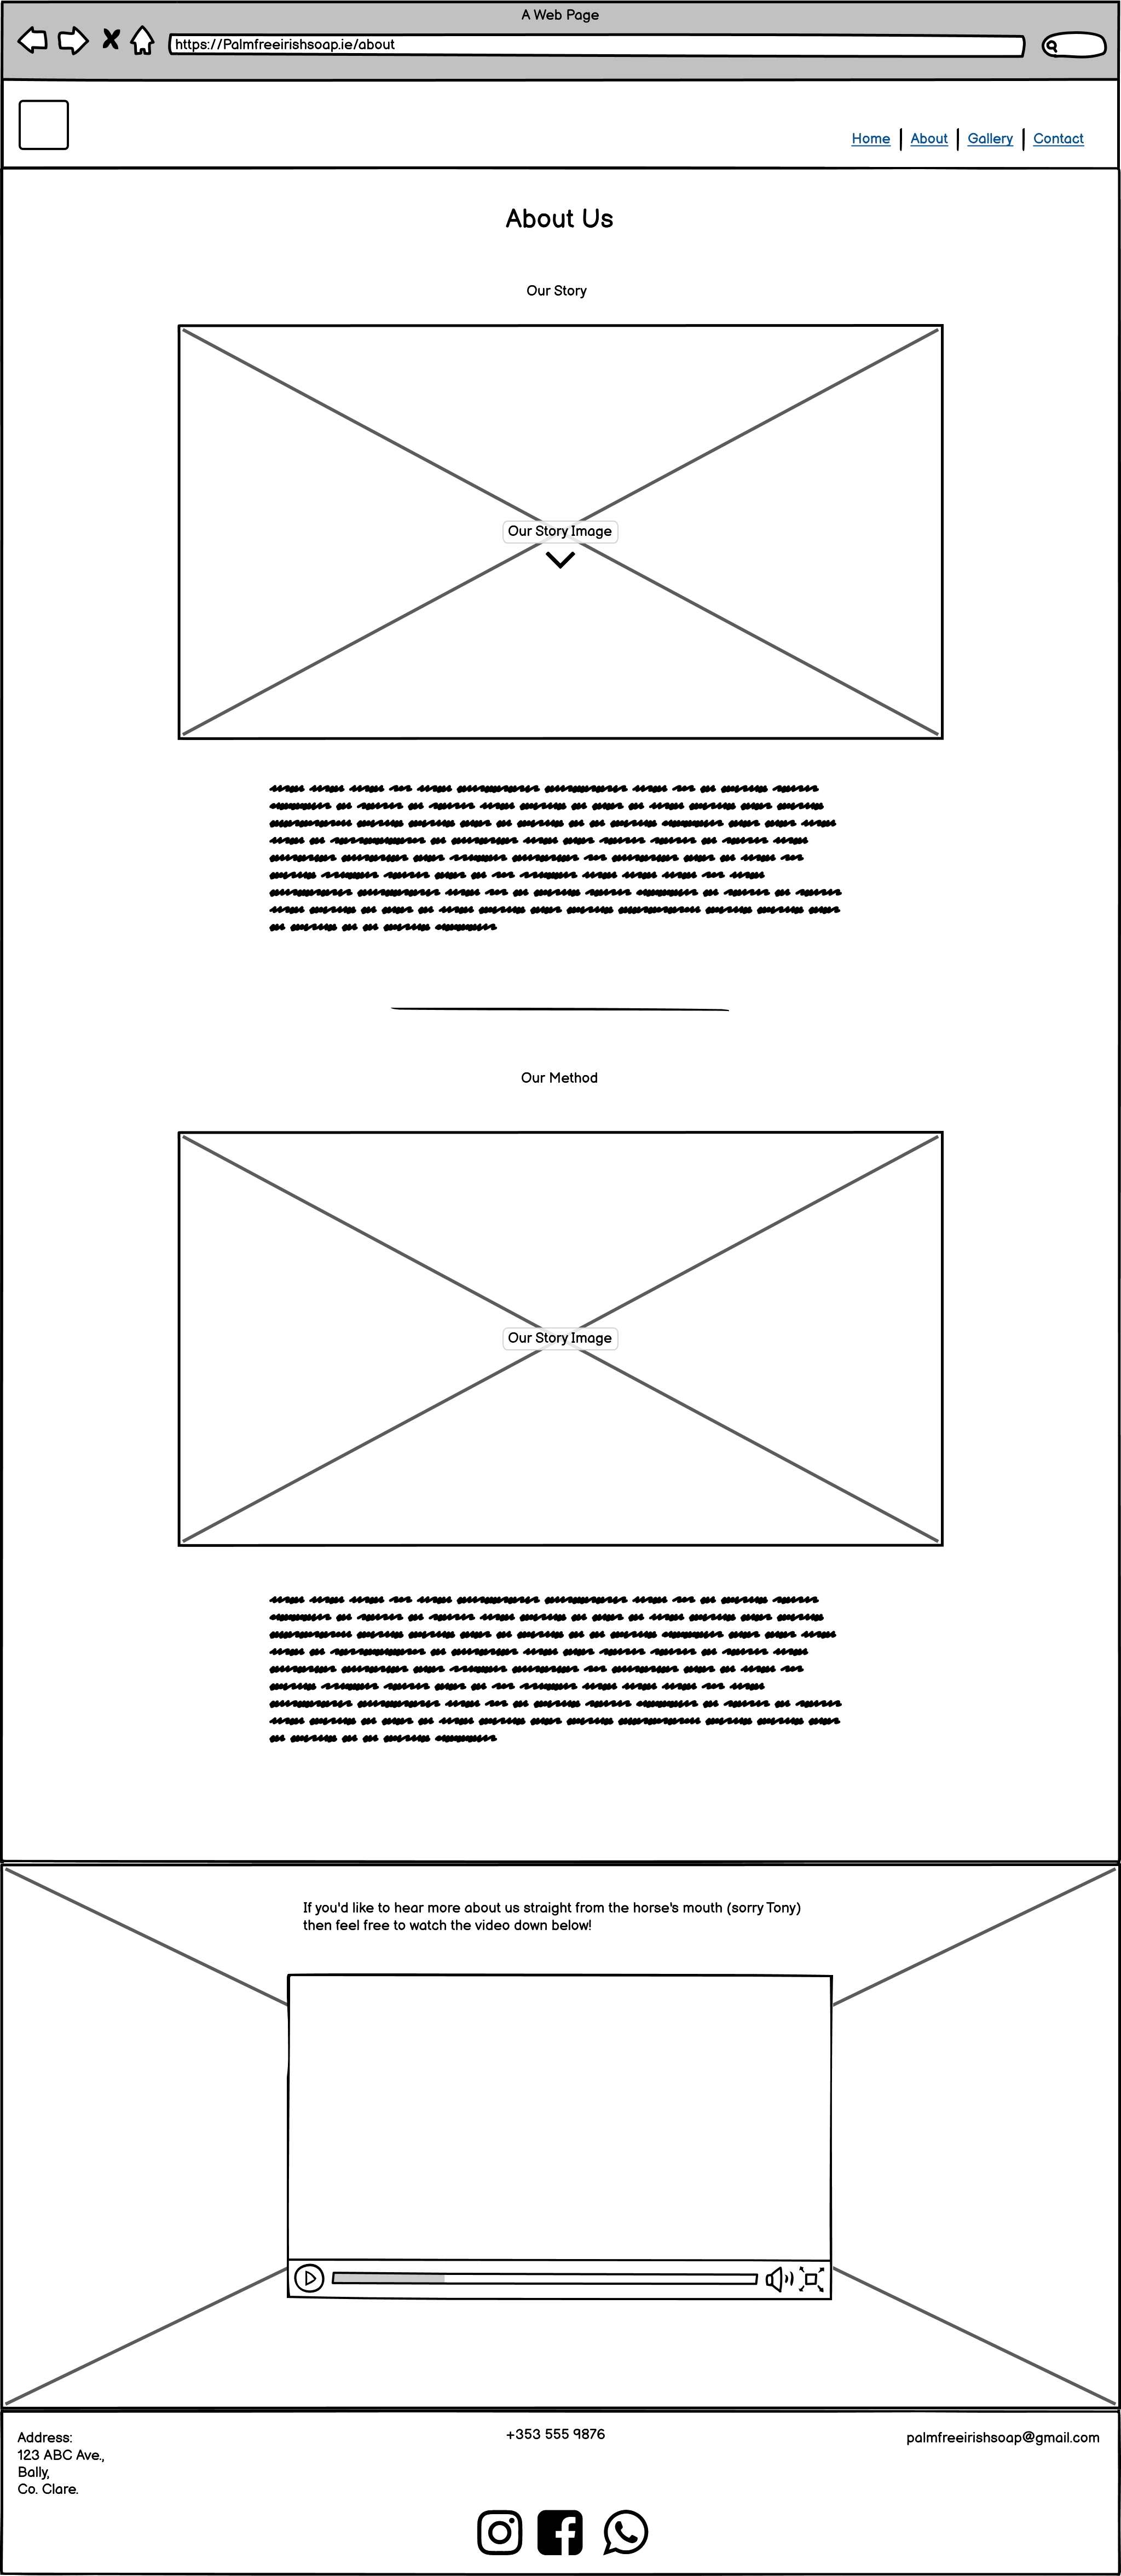 A Web Page
https://Palmfreeirishsoap.ie/about
Home | About | Gallery | Contact
About Us
Our Story
Our Story Image
Our Method
Our Story Image
If you'd like to hear more about us straight from the horse's mouth (sorry Tony)
then feel free to watch the video down below!
Address:
123 ABC Ave.,
Bally,
Co. Clare.
+353 555 9876
palmfreeirishsoap@gmail.com